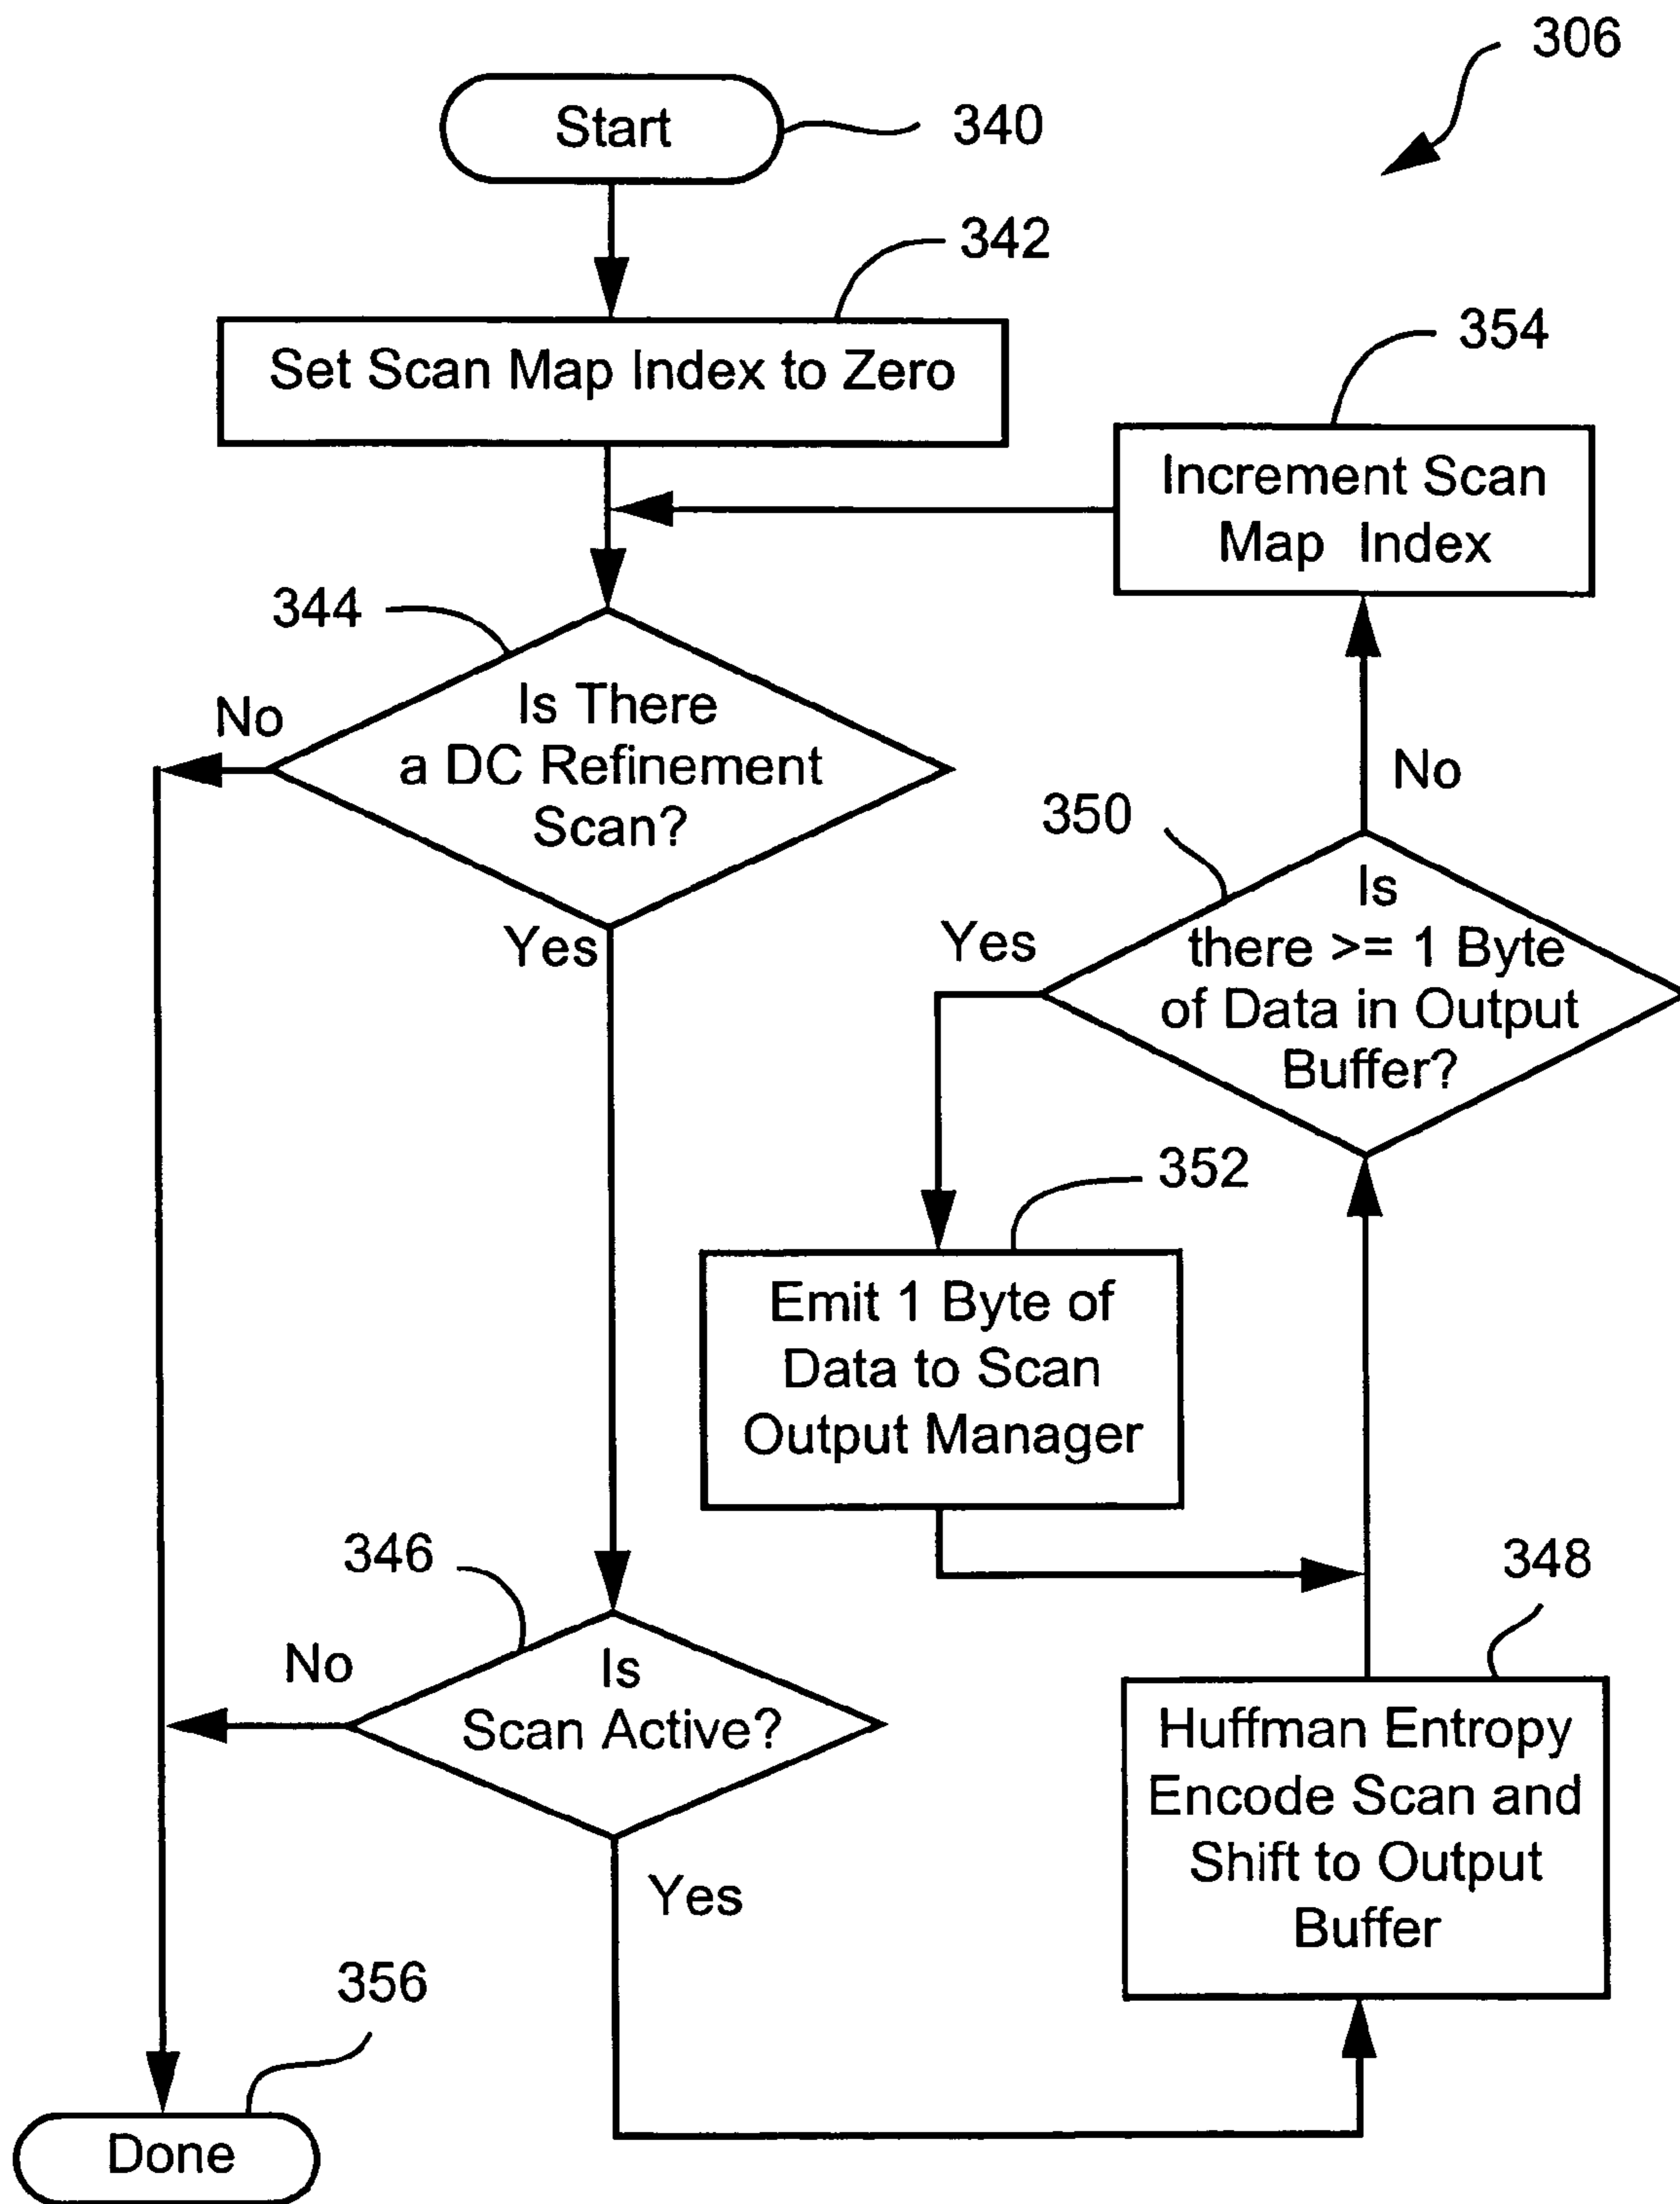 306
Start
340
342
Set Scan Map Index to Zero
354
Increment Scan
Map Index
344
Is There
a DC Refinement
Scan?
No
Yes
No
350
Is
there >= 1 Byte
of Data in Output
Buffer?
Yes
352
Emit 1 Byte of
Data to Scan
Output Manager
346
Is
Scan Active?
No
Yes
348
Huffman Entropy
Encode Scan and
Shift to Output
Buffer
356
Done